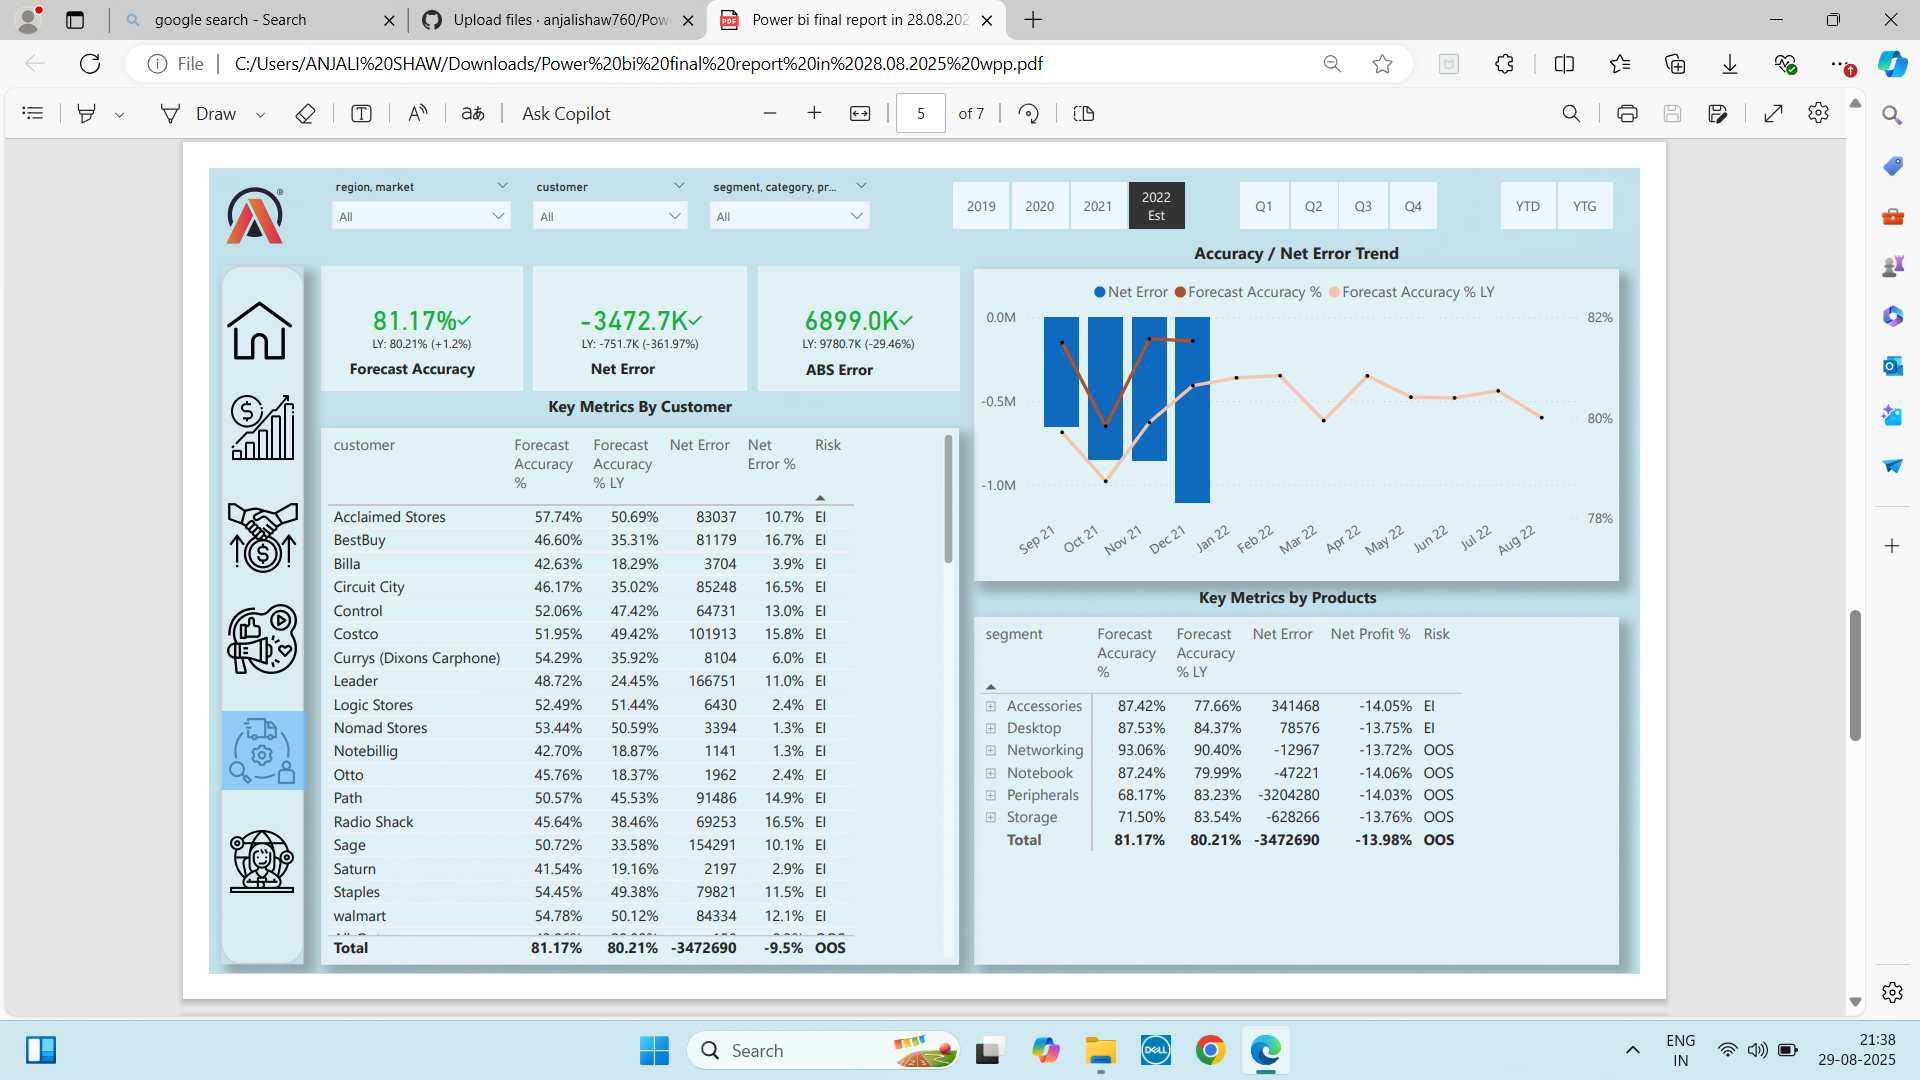 google search - Search
Upload files · anjalishaw760/Pow
Power bi final report in 28.08.202
File
C:/Users/ANJALI%20SHAW/Downloads/Power%20bi%20final%20report%20in%2028.08.2025%20wpp.pdf
Draw
aあ
Ask Copilot
5 of 7
region, market
customer
segment, category, pr...
All
All
All
2019
2020
2021
2022
Est
Q1
Q2
Q3
Q4
YTD
YTG
81.17%
LY: 80.21% (+1.2%)
Forecast Accuracy
-3472.7K
LY: -751.7K (-361.97%)
Net Error
6899.0K
LY: 9780.7K (-29.46%)
ABS Error
Accuracy / Net Error Trend
Net Error Forecast Accuracy % Forecast Accuracy % LY
0.0M
-0.5M
-1.0M
82%
80%
78%
Sep 21 Oct 21 Nov 21 Dec 21 Jan 22 Feb 22 Mar 22 Apr 22 May 22 Jun 22 Jul 22 Aug 22
Key Metrics By Customer
customer Forecast Accuracy % Forecast Accuracy % LY Net Error Net Error % Risk
Acclaimed Stores 57.74% 50.69% 83037 10.7% EI
BestBuy 46.60% 35.31% 81179 16.7% EI
Billa 42.63% 18.29% 3704 3.9% EI
Circuit City 46.17% 35.02% 85248 16.5% EI
Control 52.06% 47.42% 64731 13.0% EI
Costco 51.95% 49.42% 101913 15.8% EI
Currys (Dixons Carphone) 54.29% 35.92% 8104 6.0% EI
Leader 48.72% 24.45% 166751 11.0% EI
Logic Stores 52.49% 51.44% 6430 2.4% EI
Nomad Stores 53.44% 50.59% 3394 1.3% EI
Notebillig 42.70% 18.87% 1141 1.3% EI
Otto 45.76% 18.37% 1962 2.4% EI
Path 50.57% 45.53% 91486 14.9% EI
Radio Shack 45.64% 38.46% 69253 16.5% EI
Sage 50.72% 33.58% 154291 10.1% EI
Saturn 41.54% 19.16% 2197 2.9% EI
Staples 54.45% 49.38% 79821 11.5% EI
walmart 54.78% 50.12% 84334 12.1% EI
Total 81.17% 80.21% -3472690 -9.5% OOS
Key Metrics by Products
segment Forecast Accuracy % Forecast Accuracy % LY Net Error Net Profit % Risk
Accessories 87.42% 77.66% 341468 -14.05% EI
Desktop 87.53% 84.37% 78576 -13.75% EI
Networking 93.06% 90.40% -12967 -13.72% OOS
Notebook 87.24% 79.99% -47221 -14.06% OOS
Peripherals 68.17% 83.23% -3204280 -14.03% OOS
Storage 71.50% 83.54% -628266 -13.76% OOS
Total 81.17% 80.21% -3472690 -13.98% OOS
Search
DELL
ENG
IN
21:38
29-08-2025